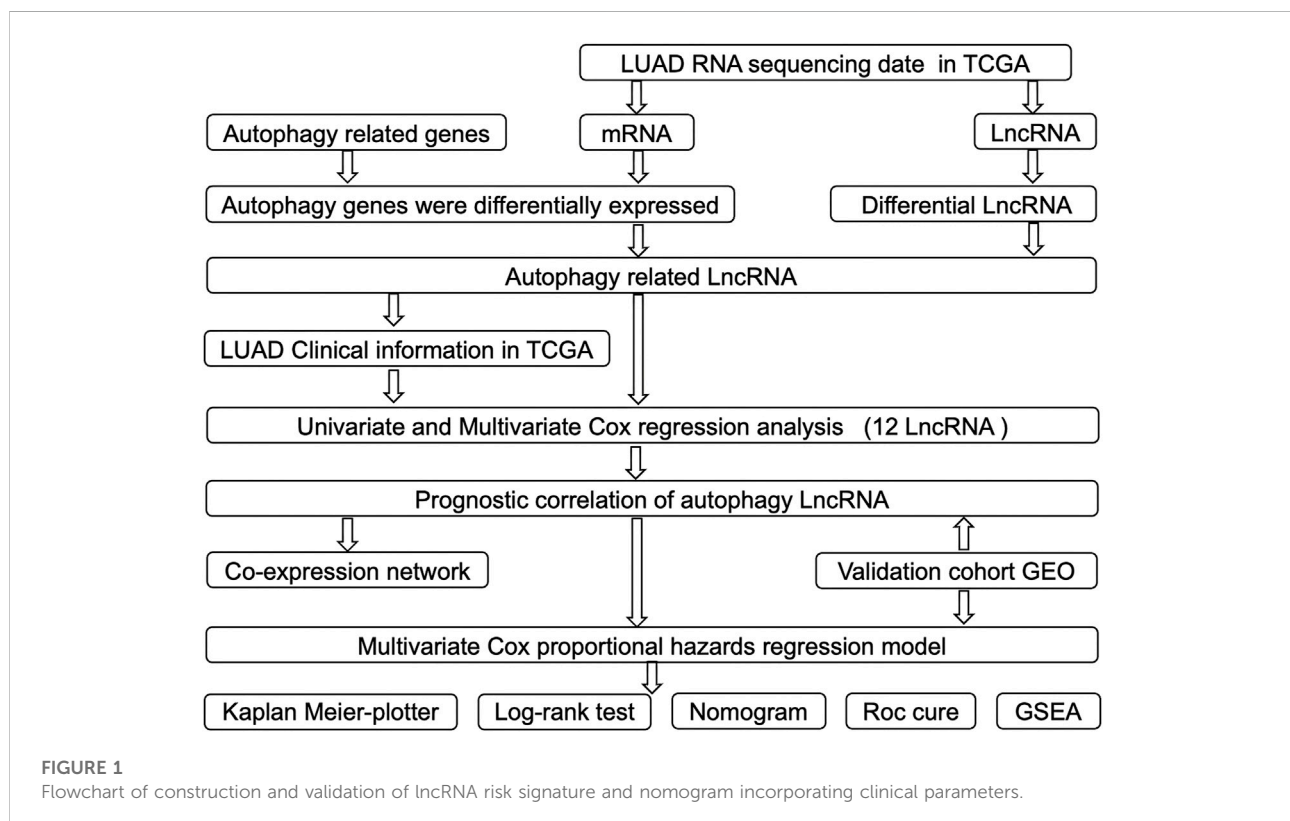 LUAD RNA sequencing date in TCGA
Autophagy related genes
mRNA
LncRNA
Autophagy genes were differentially expressed
Differential LncRNA
Autophagy related LncRNA
LUAD Clinical information in TCGA
Univariate and Multivariate Cox regression analysis (12 LncRNA )
Prognostic correlation of autophagy LncRNA
Co-expression network
Validation cohort GEO
Multivariate Cox proportional hazards regression model
Kaplan Meier-plotter
Log-rank test
Nomogram
Roc cure
GSEA
FIGURE 1
Flowchart of construction and validation of lncRNA risk signature and nomogram incorporating clinical parameters.